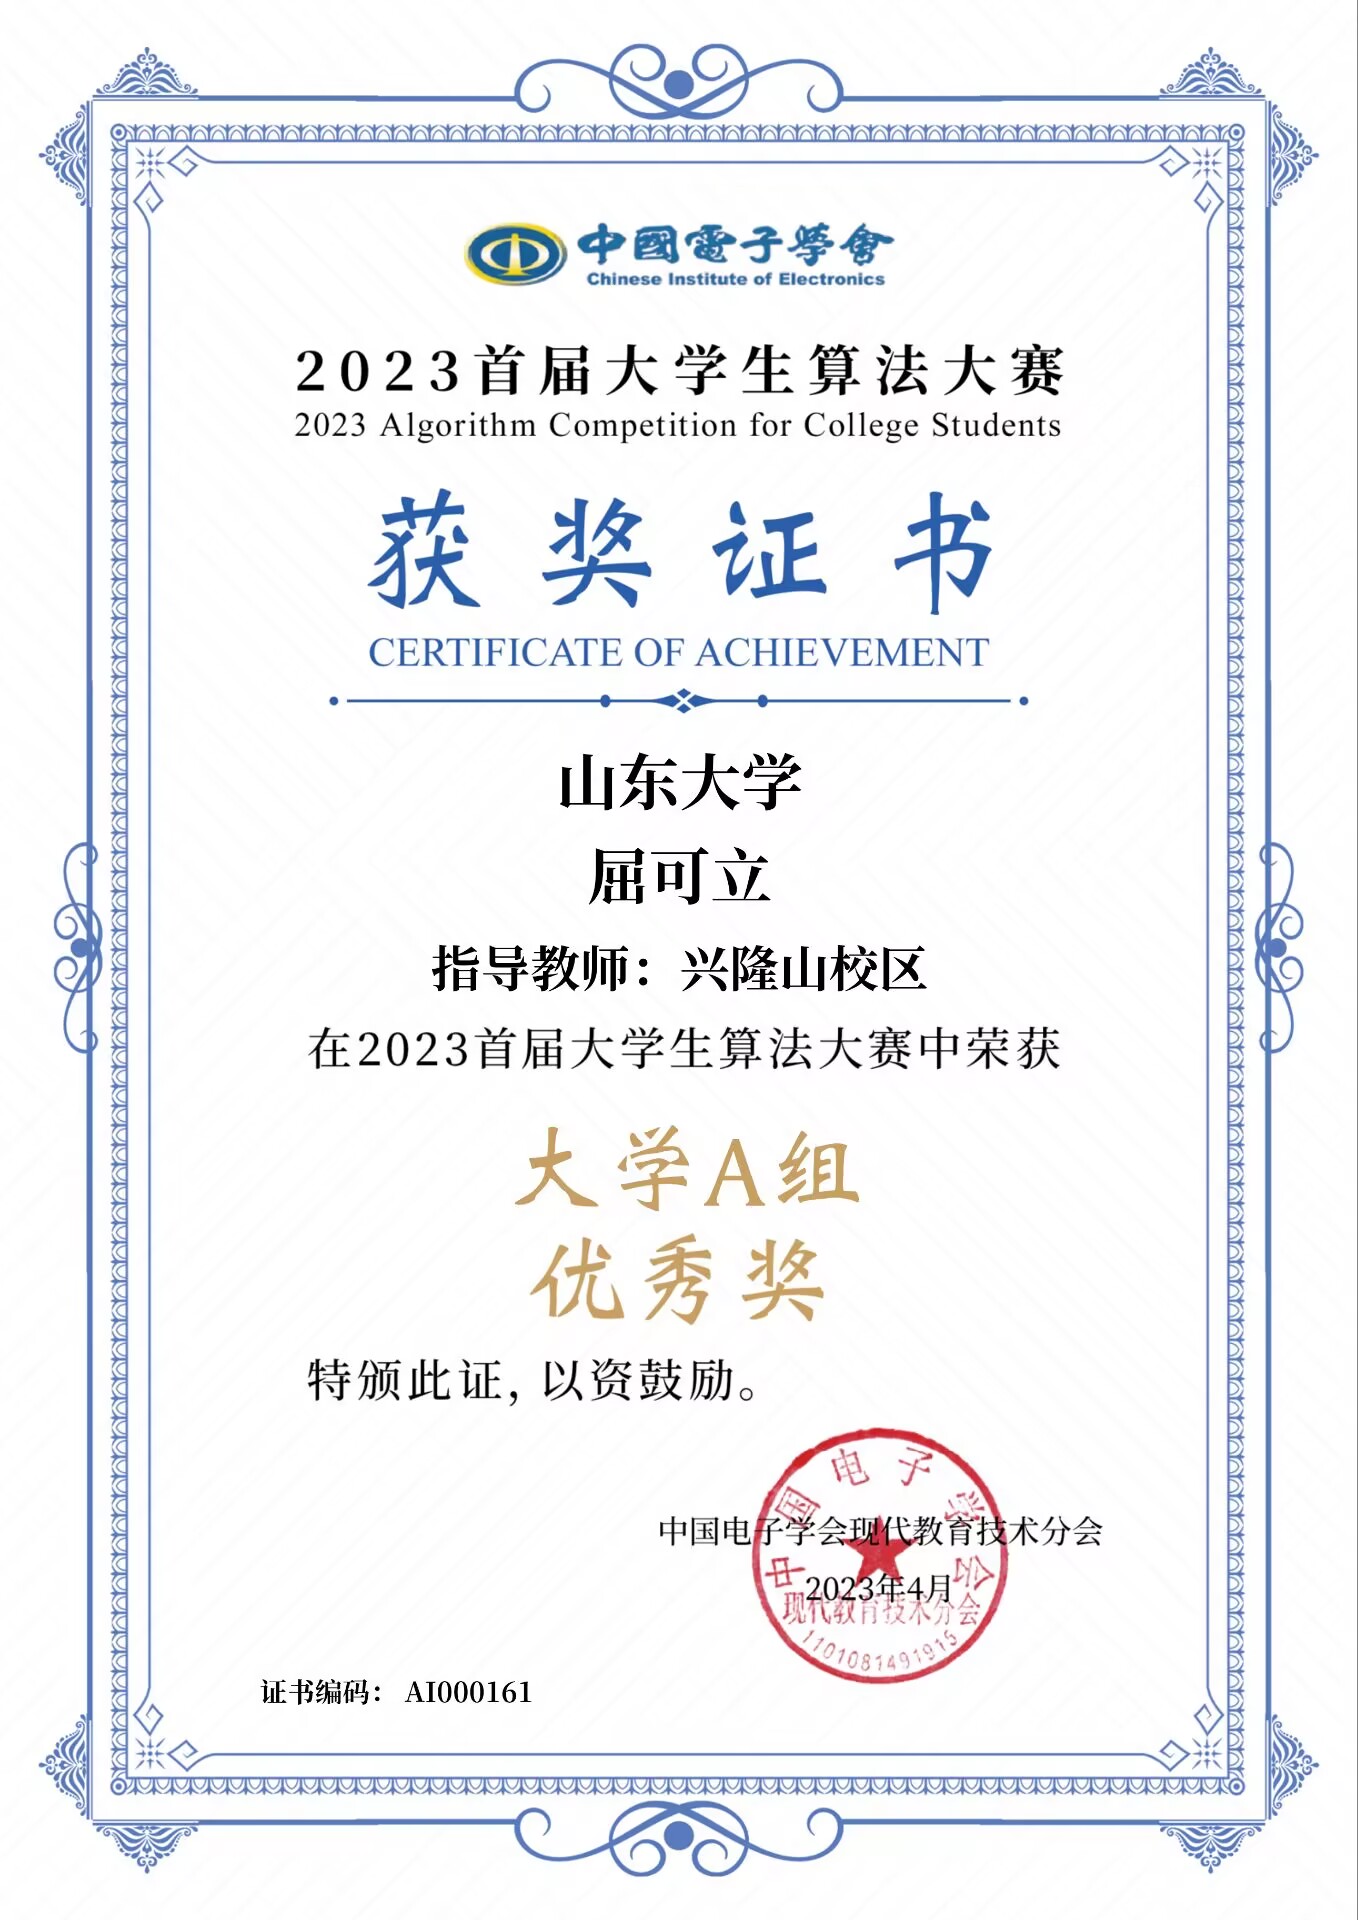 中國電子學會
Chinese Institute of Electronics
2023首届大学生算法大赛
2023 Algorithm Competition for College Students
获奖证书
CERTIFICATE OF ACHIEVEMENT
山东大学
屈可立
指导教师：兴隆山校区
在2023首届大学生算法大赛中荣获
大学A组
优秀奖
特颁此证，以资鼓励。
中国电子学会现代教育技术分会
2023年4月
中国电子学会
现代教育技术分会
1101081491915
证书编码： AI000161